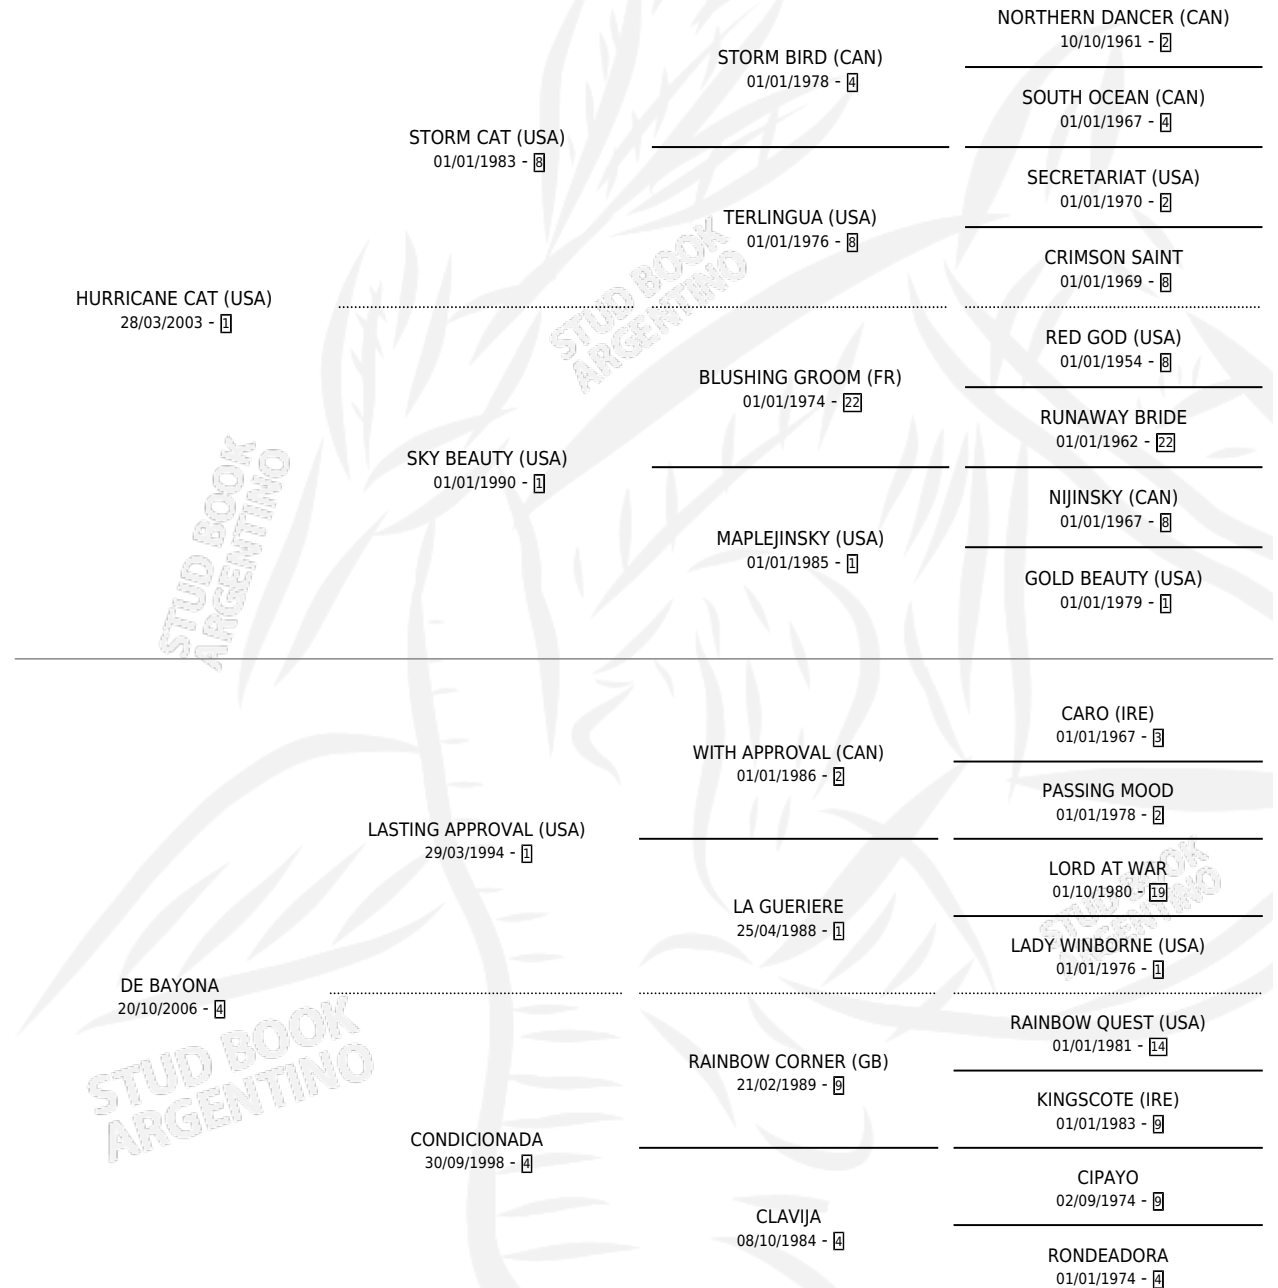 NORTHERN DANCER (CAN)
10/10/1961 - 2
STORM BIRD (CAN)
01/01/1978 - 4
SOUTH OCEAN (CAN)
01/01/1967 - 4
STORM CAT (USA)
01/01/1983 - 8
SECRETARIAT (USA)
01/01/1970 - 2
TERLINGUA (USA)
01/01/1976 - 8
CRIMSON SAINT
01/01/1969 - 8
HURRICANE CAT (USA)
28/03/2003 - 1
RED GOD (USA)
01/01/1954 - 8
BLUSHING GROOM (FR)
01/01/1974 - 22
RUNAWAY BRIDE
01/01/1962 - 22
SKY BEAUTY (USA)
01/01/1990 - 1
NIJINSKY (CAN)
01/01/1967 - 8
MAPLEJINSKY (USA)
01/01/1985 - 1
GOLD BEAUTY (USA)
01/01/1979 - 1
CARO (IRE)
01/01/1967 - 3
WITH APPROVAL (CAN)
01/01/1986 - 2
PASSING MOOD
01/01/1978 - 2
LASTING APPROVAL (USA)
29/03/1994 - 1
LORD AT WAR
01/10/1980 - 19
LA GUERIERE
25/04/1988 - 1
LADY WINBORNE (USA)
01/01/1976 - 1
DE BAYONA
20/10/2006 - 4
RAINBOW QUEST (USA)
01/01/1981 - 14
RAINBOW CORNER (GB)
21/02/1989 - 9
KINGSCOTE (IRE)
01/01/1983 - 9
CONDICIONADA
30/09/1998 - 4
CIPAYO
02/09/1974 - 9
CLAVIJA
08/10/1984 - 4
RONDEADORA
01/01/1974 - 4
STUD BOOK
ARGENTINO
STUD BOOK
ARGENTINO
STUD BOOK
ARGENTINO
STUD BOOK
ARGENTINO